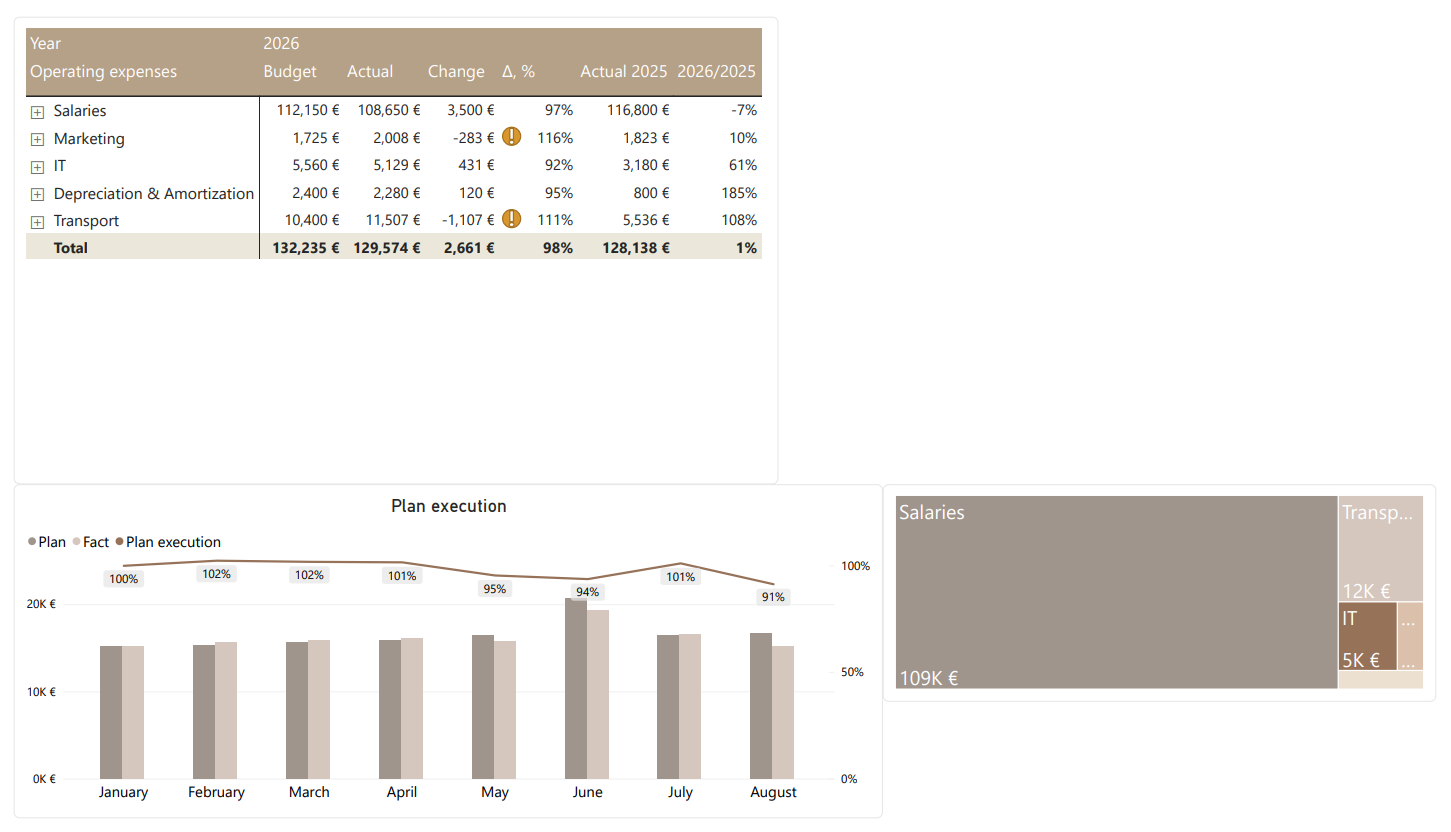 Year 2026
Operating expenses Budget Actual Change Δ, % Actual 2025 2026/2025
Salaries 112,150 € 108,650 € 3,500 € 97% 116,800 € -7%
Marketing 1,725 € 2,008 € -283 € 116% 1,823 € 10%
IT 5,560 € 5,129 € 431 € 92% 3,180 € 61%
Depreciation & Amortization 2,400 € 2,280 € 120 € 95% 800 € 185%
Transport 10,400 € 11,507 € -1,107 € 111% 5,536 € 108%
Total 132,235 € 129,574 € 2,661 € 98% 128,138 € 1%
Plan execution
Plan Fact Plan execution
100% 102% 102% 101% 95% 94% 101% 91%
100%
50%
0%
20K €
10K €
0K €
January February March April May June July August
Salaries
109K €
Transp...
12K €
IT
5K €
...
...